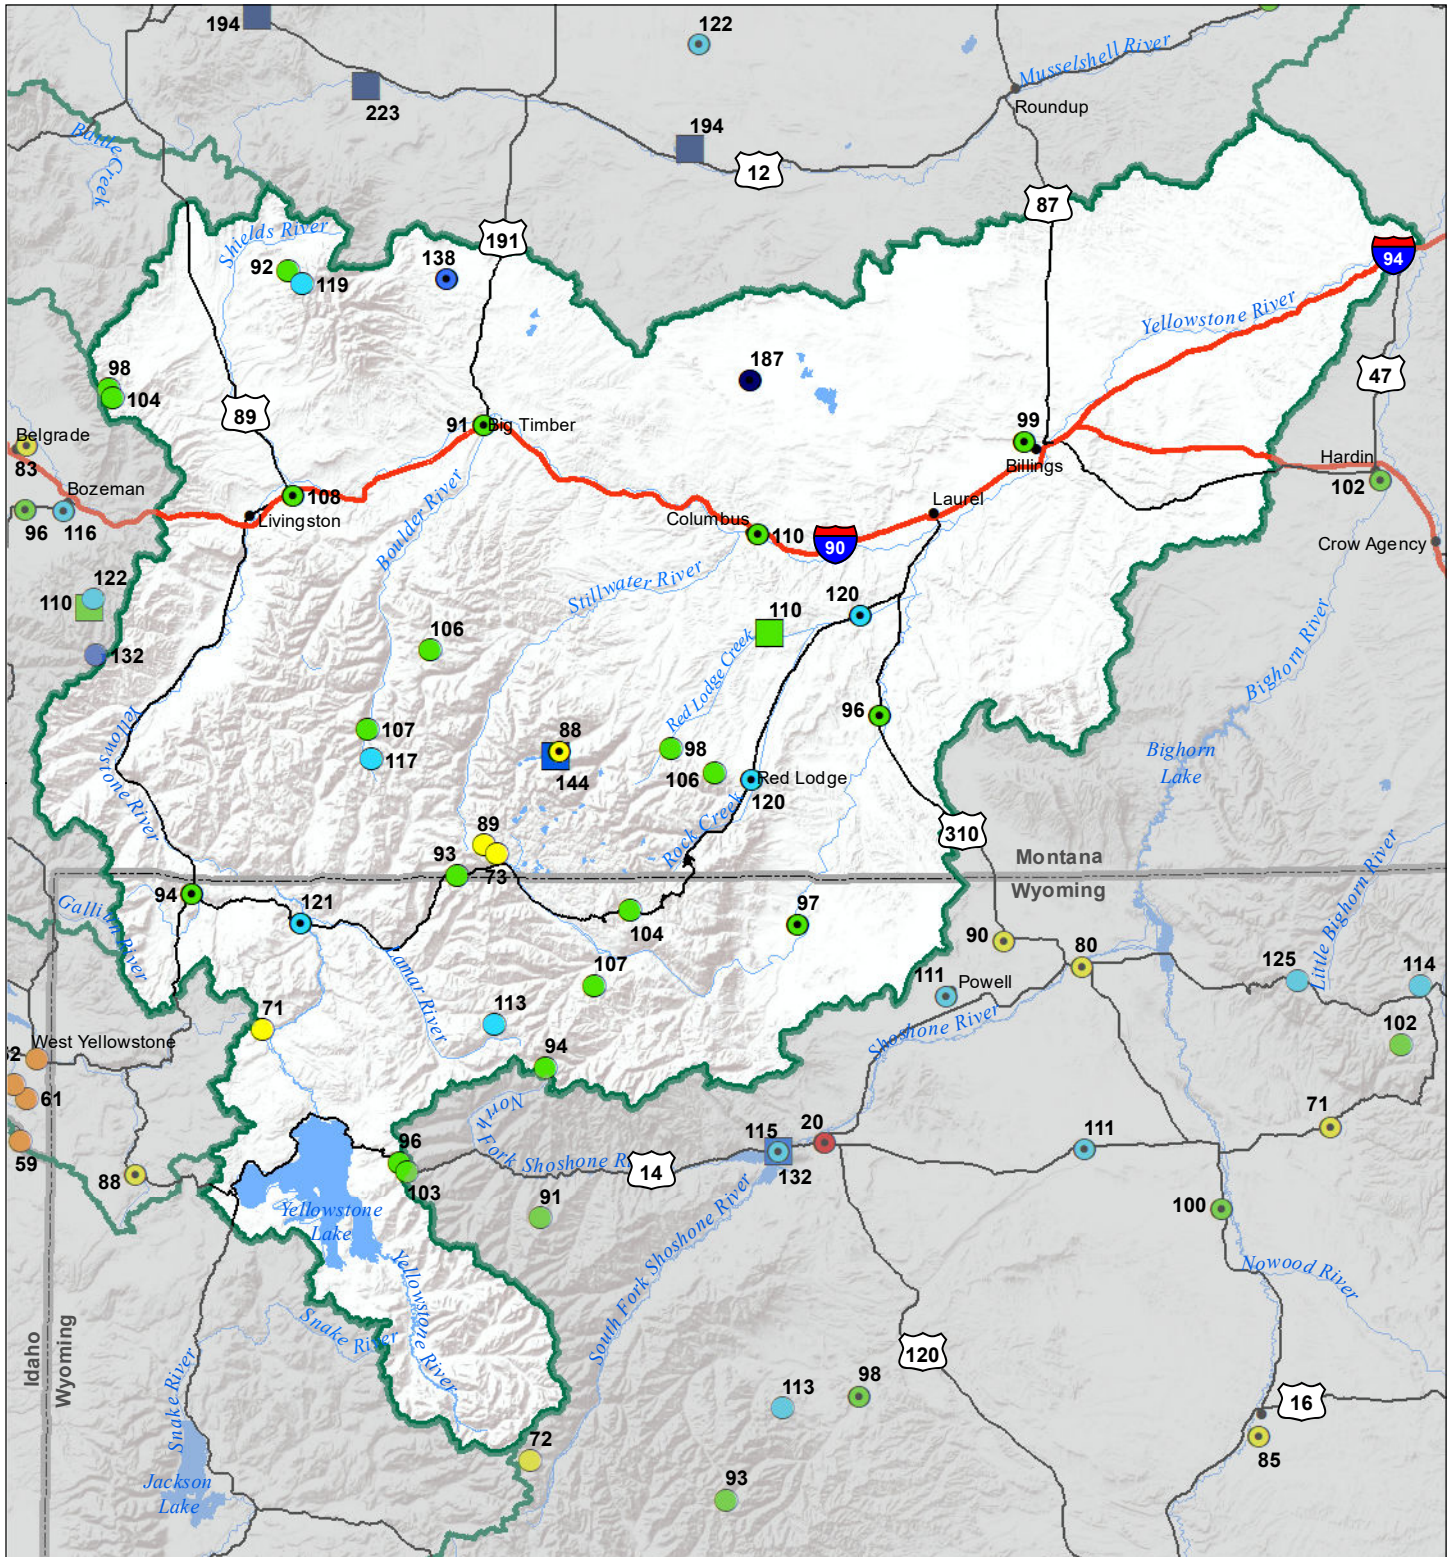 194
122
223
Musselshell River
Roundup
194
12
Battle
Creek
87
191
Shields River
92
119
138
94
Yellowstone River
187
47
98
104
89
91
Big Timber
99
Billings
Belgrade
83
Bozeman
96
116
108
Livingston
Boulder River
Columbus
110
90
Laurel
Hardin
102
Crow Agency
122
110
132
Stillwater River
120
110
Red Lodge Creek
106
107
117
88
144
98
106
Red Lodge
120
96
Bighorn River
Bighorn
Lake
Yellowstone River
89
93
73
Rock Creek
310
Montana
Wyoming
Little Bighorn River
94
121
Gallatin River
104
97
90
80
107
111
Powell
125
114
Lamar River
113
71
West Yellowstone
Shoshone River
102
94
61
59
88
North
Fork Shoshone R
96
103
14
115
132
20
111
71
91
100
Yellowstone
Lake
Yellowstone River
South Fork Shoshone River
Nowood River
Snake River
Idaho
Wyoming
Snake River
120
113
98
16
72
85
93
Jackson
Lake